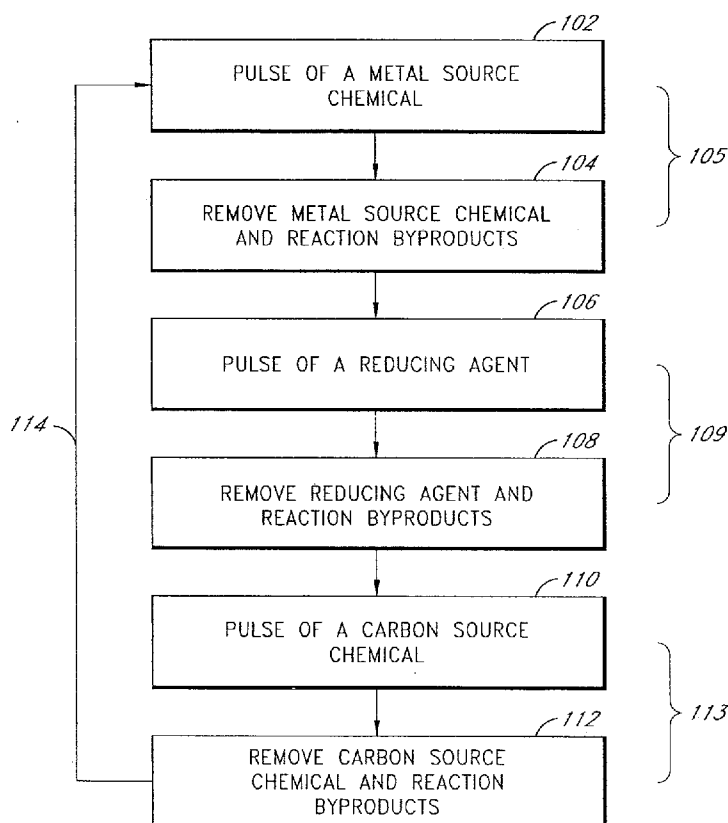 102
PULSE OF A METAL SOURCE
CHEMICAL
105
104
REMOVE METAL SOURCE CHEMICAL
AND REACTION BYPRODUCTS
106
PULSE OF A REDUCING AGENT
114
109
108
REMOVE REDUCING AGENT AND
REACTION BYPRODUCTS
110
PULSE OF A CARBON SOURCE
CHEMICAL
113
112
REMOVE CARBON SOURCE
CHEMICAL AND REACTION
BYPRODUCTS